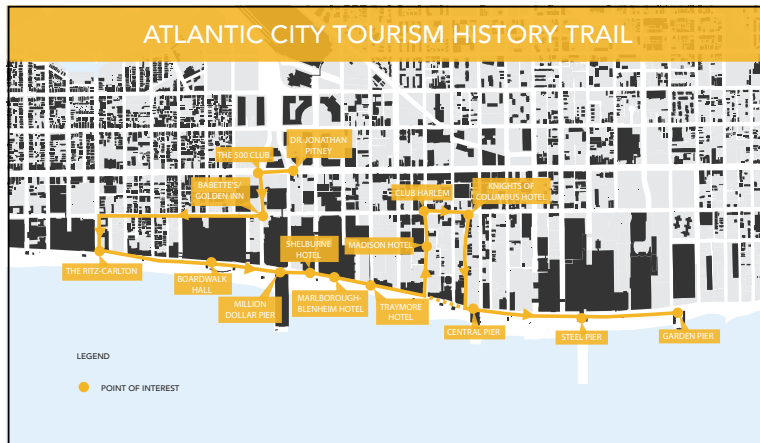 ATLANTIC CITY TOURISM HISTORY TRAIL
DR. JONATHAN
PITNEY
THE 500 CLUB
BABETTE'S/
GOLDEN INN
CLUB HARLEM
KNIGHTS OF
COLUMBUS HOTEL
SHELBURNE
HOTEL
MADISON HOTEL
THE RITZ-CARLTON
BOARDWALK
HALL
MILLION
DOLLAR PIER
MARLBOROUGH-
BLENHEIM HOTEL
TRAYMORE
HOTEL
CENTRAL PIER
STEEL PIER
GARDEN PIER
LEGEND
POINT OF INTEREST